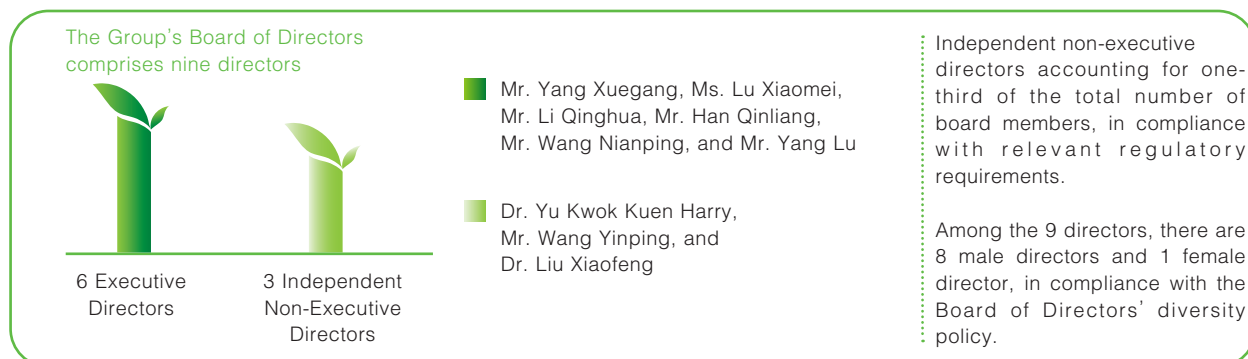 The Group's Board of Directors
comprises nine directors
6 Executive
Directors
3 Independent
Non-Executive
Directors
Mr. Yang Xuegang, Ms. Lu Xiaomei,
Mr. Li Qinghua, Mr. Han Qinliang,
Mr. Wang Nianping, and Mr. Yang Lu
Dr. Yu Kwok Kuen Harry,
Mr. Wang Yinping, and
Dr. Liu Xiaofeng
Independent non-executive
directors accounting for one-
third of the total number of
board members, in compliance
with relevant regulatory
requirements.
Among the 9 directors, there are
8 male directors and 1 female
director, in compliance with the
Board of Directors' diversity
policy.